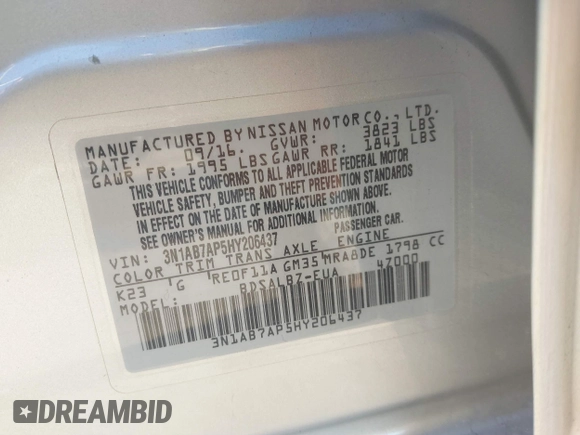 MANUFACTURED BY NISSAN MOTOR CO., LTD.
DATE: 09/16. GVWR: 3823 LBS
GAWR FR: 1995 LBS GAWR RR: 1841 LBS
THIS VEHICLE CONFORMS TO ALL APPLICABLE FEDERAL MOTOR
VEHICLE SAFETY, BUMPER AND THEFT PREVENTION STANDARDS
IN EFFECT ON THE DATE OF MANUFACTURE SHOWN ABOVE.
SEE OWNER'S MANUAL FOR ADDITIONAL INFORMATION.
VIN: 3N1AB7AP5HY206437 PASSENGER CAR.
COLOR TRIM TRANS AXLE ENGINE
K23 G RE0F11A GM35 MRA8DE 1798 CC
MODEL: BDSALB7-EUA 47000
3N1AB7AP5HY206437
DREAMBID